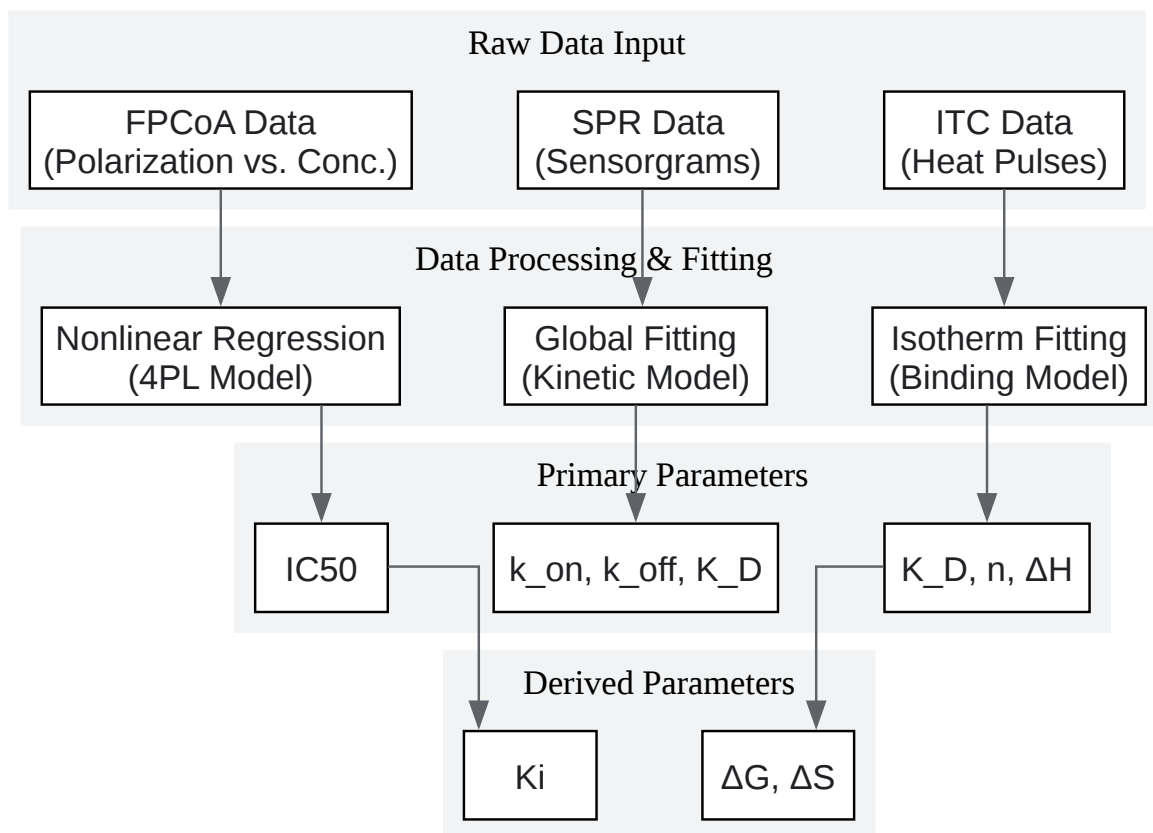 Raw Data Input
FPCoA Data
(Polarization vs. Conc.)
SPR Data
(Sensorgrams)
ITC Data
(Heat Pulses)
Data Processing & Fitting
Nonlinear Regression
(4PL Model)
Global Fitting
(Kinetic Model)
Isotherm Fitting
(Binding Model)
Primary Parameters
IC50
k_on, k_off, K_D
K_D, n, ΔH
Derived Parameters
Ki
ΔG, ΔS